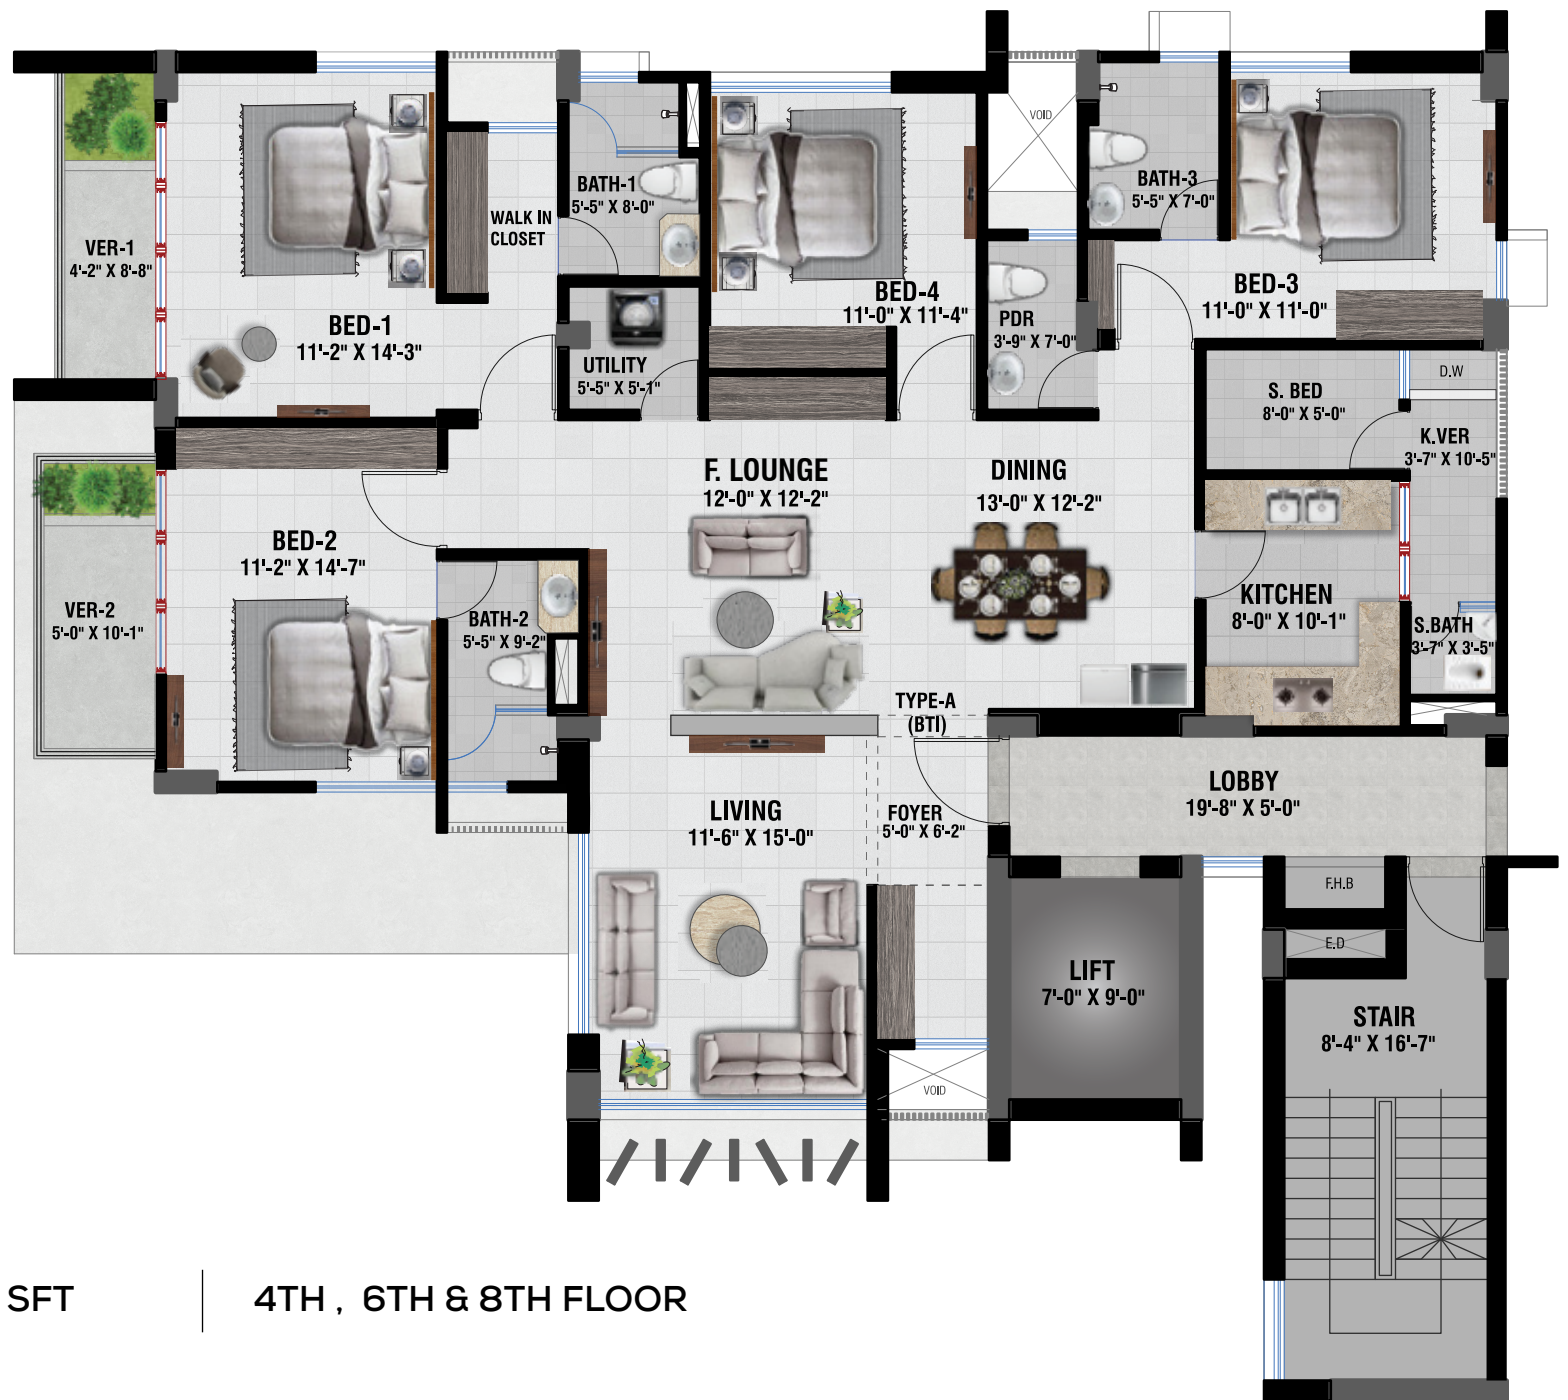 VOID
BATH-1
5'-5" X 8'-0"
BATH-3
5'-5" X 7'-0"
WALK IN
CLOSET
VER-1
4'-2" X 8'-8"
BED-4
11'-0" X 11'-4"
BED-3
11'-0" X 11'-0"
BED-1
11'-2" X 14'-3"
PDR
3'-9" X 7'-0"
UTILITY
5'-5" X 5'-1"
D.W
S. BED
8'-0" X 5'-0"
K.VER
3'-7" X 10'-5"
F. LOUNGE
12'-0" X 12'-2"
DINING
13'-0" X 12'-2"
BED-2
11'-2" X 14'-7"
VER-2
5'-0" X 10'-1"
BATH-2
5'-5" X 9'-2"
KITCHEN
8'-0" X 10'-1"
S.BATH
3'-7" X 3'-5"
TYPE-A
(BTI)
LIVING
11'-6" X 15'-0"
FOYER
5'-0" X 6'-2"
LOBBY
19'-8" X 5'-0"
F.H.B
E.D
LIFT
7'-0" X 9'-0"
STAIR
8'-4" X 16'-7"
VOID
SFT
4TH , 6TH & 8TH FLOOR